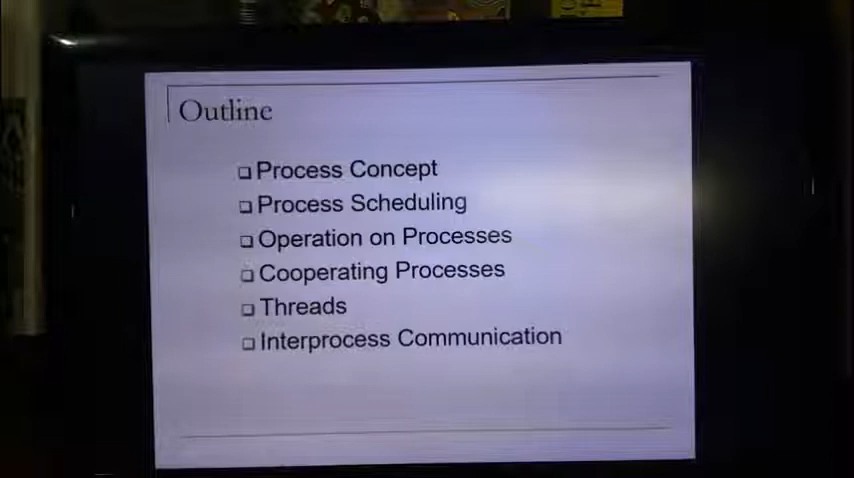 Outline
Process Concept
Process Scheduling
Operation on Processes
Cooperating Processes
Threads
Interprocess Communication